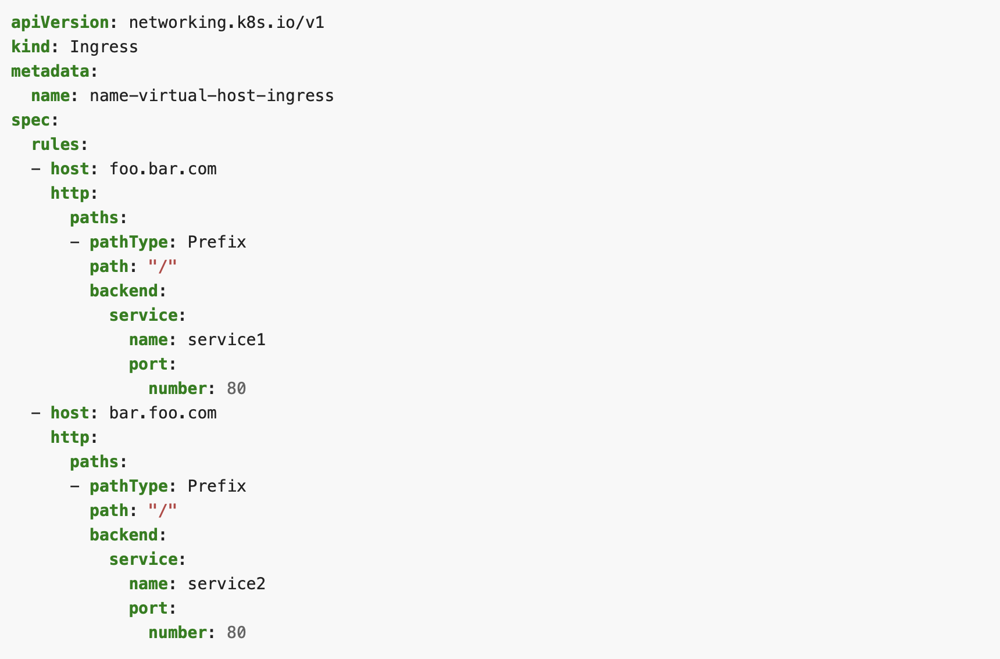 apiVersion: networking.k8s.io/v1
kind: Ingress
metadata:
  name: name-virtual-host-ingress
spec:
  rules:
  - host: foo.bar.com
    http:
      paths:
      - pathType: Prefix
        path: "/"
        backend:
          service:
            name: service1
            port:
              number: 80
  - host: bar.foo.com
    http:
      paths:
      - pathType: Prefix
        path: "/"
        backend:
          service:
            name: service2
            port:
              number: 80